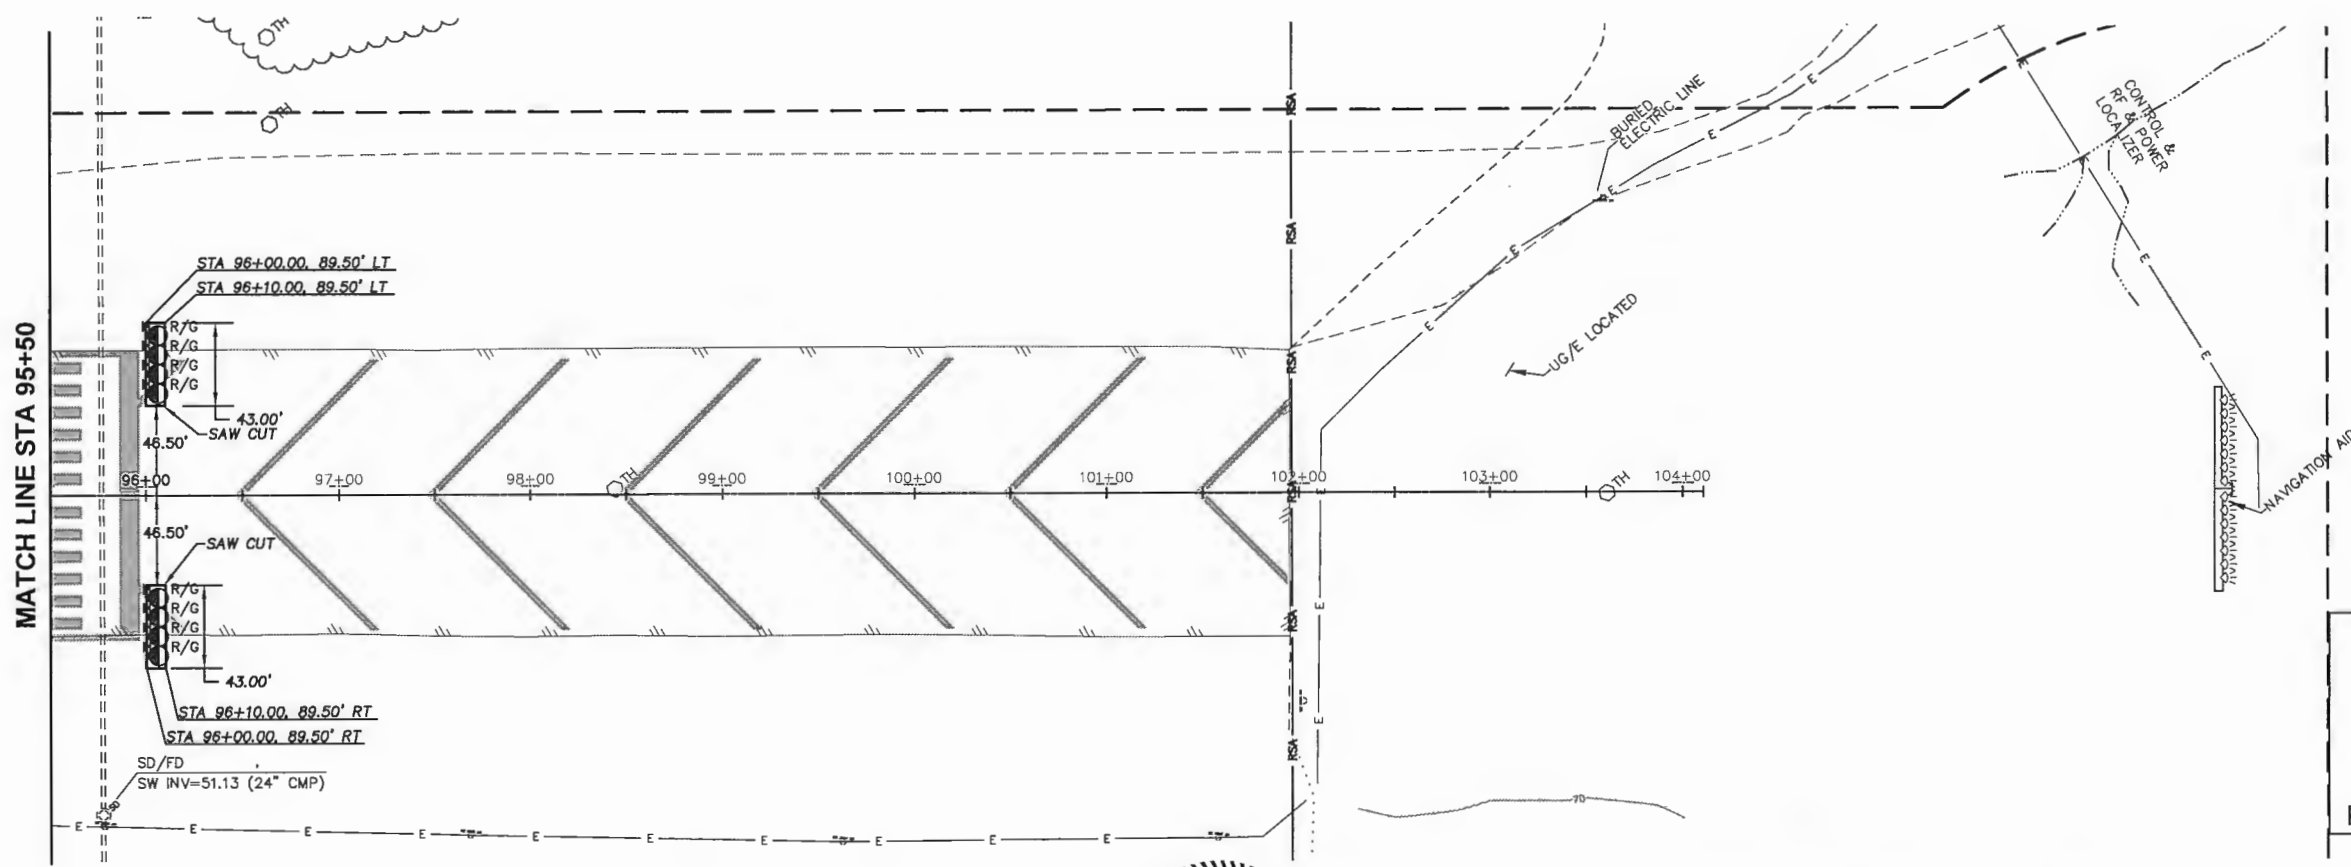 TH
TH
RSA
E
BURIED
ELECTRIC LINE
E
E
E
E
CONTROL &
RF & POWER
LOCALIZER
E
E
E
RSA
E
E
UG/E LOCATED
MATCH LINE STA 95+50
STA 96+00.00, 89.50' LT
STA 96+10.00, 89.50' LT
R/G
R/G
R/G
R/G
43.00'
SAW CUT
46.50'
RSA
96+00
97+00
98+00
TH
99+00
100+00
101+00
102+00
103+00
TH
104+00
RSA
E
NAVIGATION AID
46.50'
SAW CUT
R/G
R/G
R/G
R/G
43.00'
RSA
E
STA 96+10.00, 89.50' RT
STA 96+00.00, 89.50' RT
E
RSA
SD/FD
SW INV=51.13 (24" CMP)
SD
70
E
E
E
E
E
E
E
E
E
E